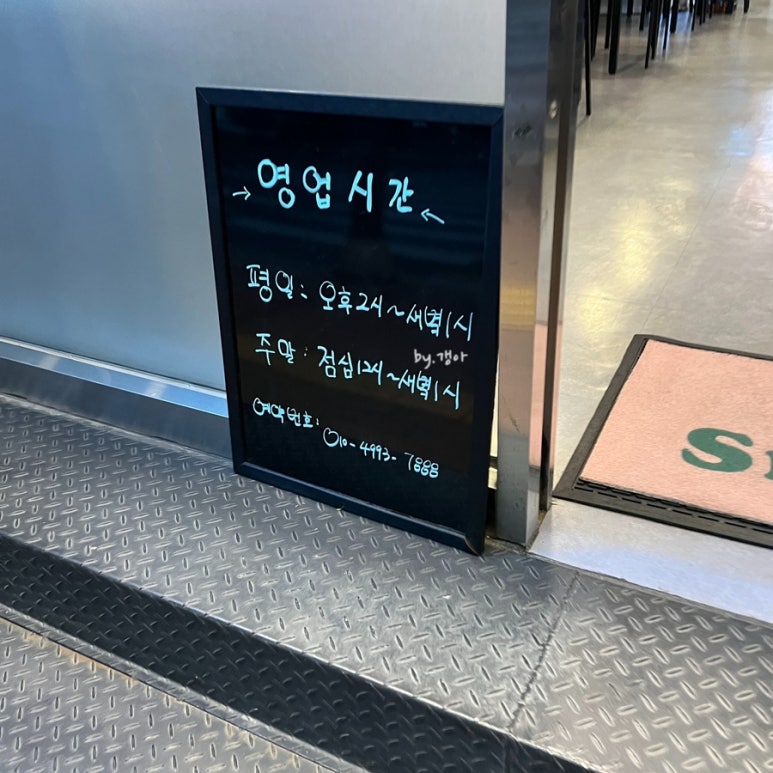 → 영업시간 ←
평일: 오후2시~새벽1시
주말: 점심12시~새벽1시
by.갱아
예약번호:
010-4993-7888
S